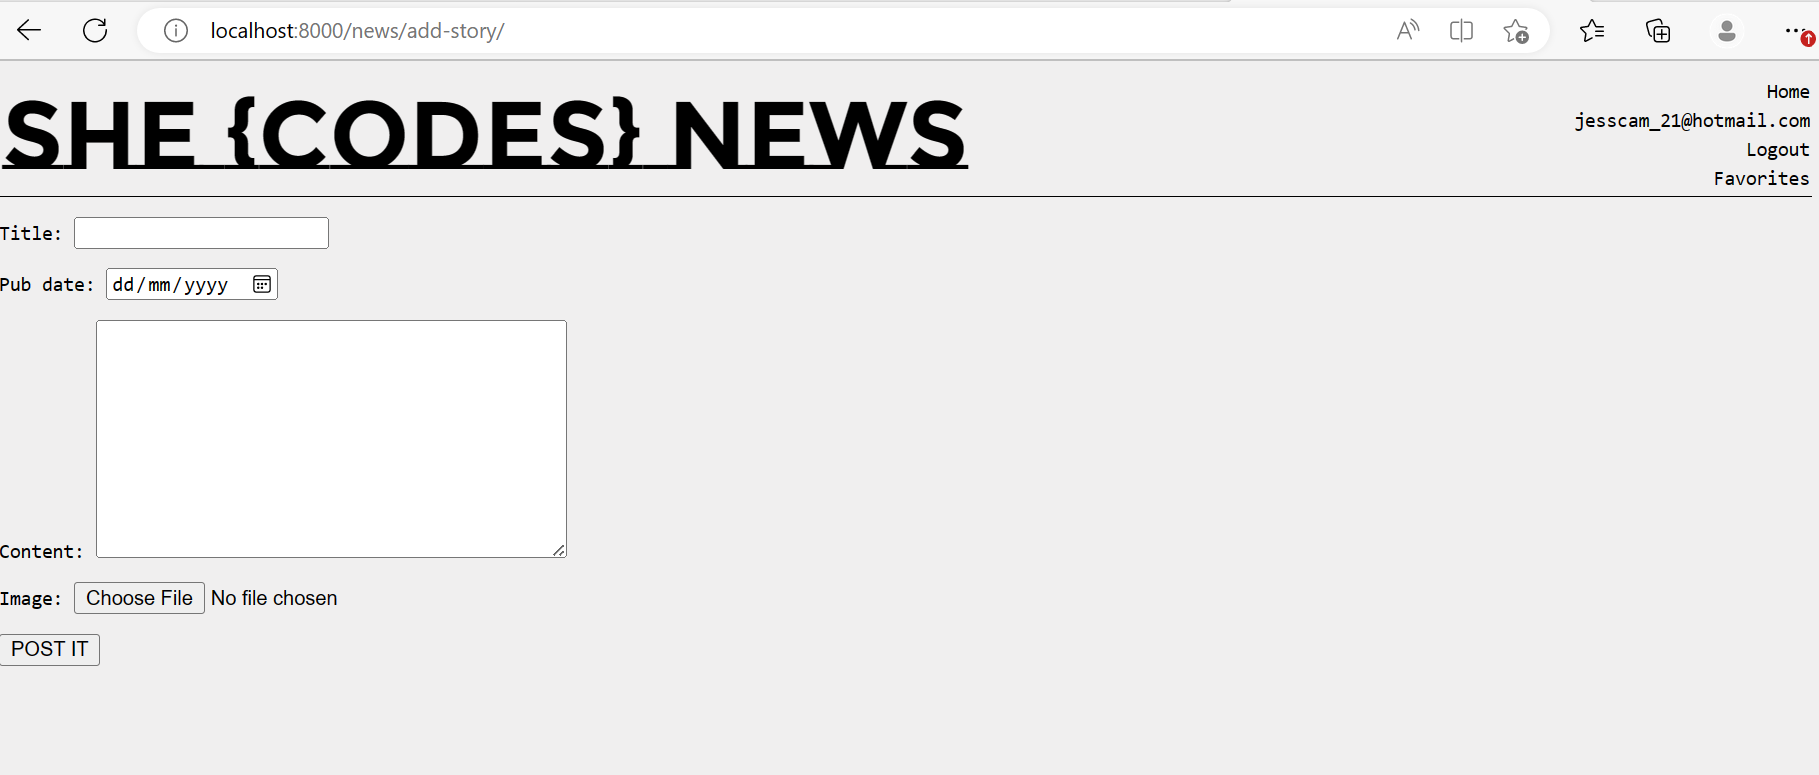 localhost:8000/news/add-story/
SHE {CODES} NEWS
Home
jesscam_21@hotmail.com
Logout
Favorites
Title:
Pub date: dd/mm/yyyy
Content:
Image: Choose File No file chosen
POST IT